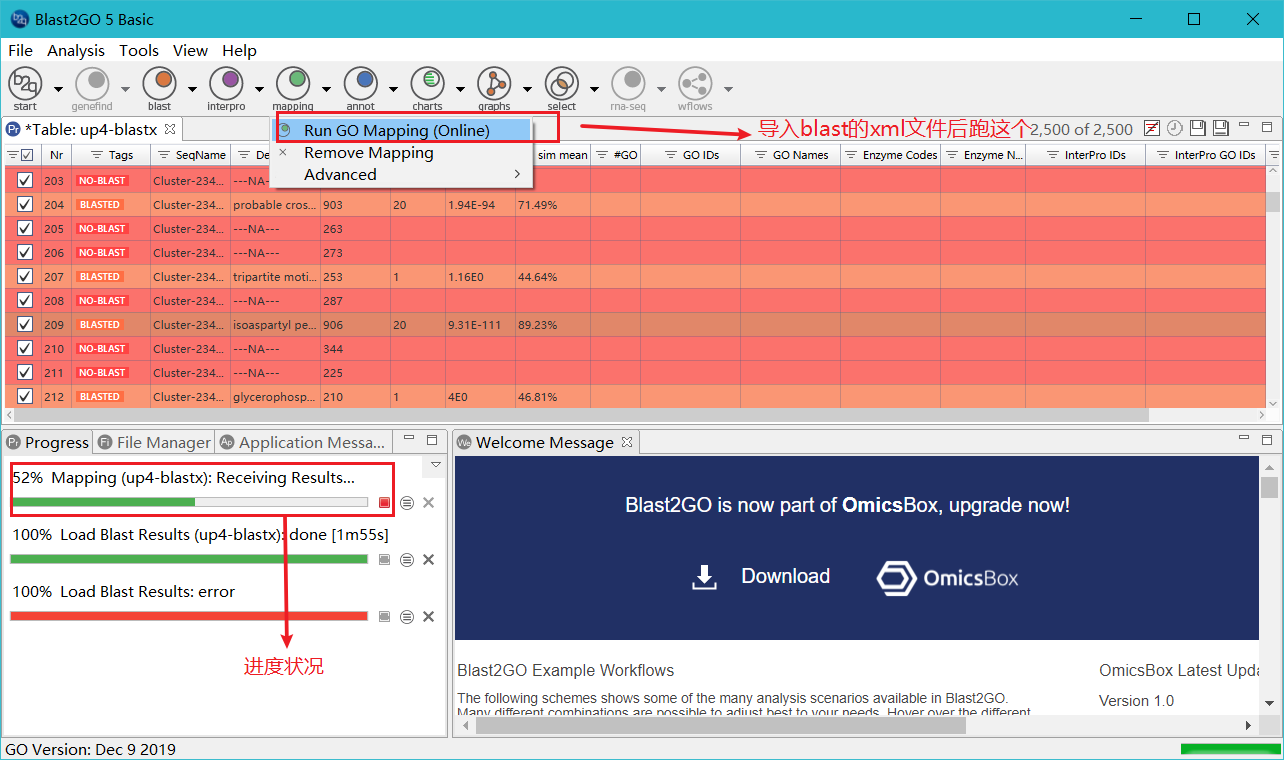 Blast2GO 5 Basic
File Analysis Tools View Help
start genefind blast interpro mapping annot charts graphs select rna-seq wflows
*Table: up4-blastx
Run GO Mapping (Online)
导入blast的xml文件后跑这个
2,500 of 2,500
Remove Mapping
Advanced
Nr Tags SeqName De sim mean #GO GO IDs GO Names Enzyme Codes Enzyme N... InterPro IDs InterPro GO IDs
203 NO-BLAST Cluster-234... ---NA---
204 BLASTED Cluster-234... probable cros... 903 20 1.94E-94 71.49%
205 NO-BLAST Cluster-234... ---NA--- 263
206 NO-BLAST Cluster-234... ---NA--- 273
207 BLASTED Cluster-234... tripartite moti... 253 1 1.16E0 44.64%
208 NO-BLAST Cluster-234... ---NA--- 287
209 BLASTED Cluster-234... isoaspartyl pe... 906 20 9.31E-111 89.23%
210 NO-BLAST Cluster-234... ---NA--- 344
211 NO-BLAST Cluster-234... ---NA--- 225
212 BLASTED Cluster-234... glycerophosp... 210 1 4E0 46.81%
Progress File Manager Application Messa...
52% Mapping (up4-blastx): Receiving Results...
100% Load Blast Results (up4-blastx): done [1m55s]
100% Load Blast Results: error
进度状况
Welcome Message
Blast2GO is now part of OmicsBox, upgrade now!
Download OmicsBox
Blast2GO Example Workflows
The following schemes shows some of the many analysis scenarios available in Blast2GO.
Many different combinations are possible to adjust best to your needs. Hover over the different
OmicsBox Latest Upda
Version 1.0
GO Version: Dec 9 2019